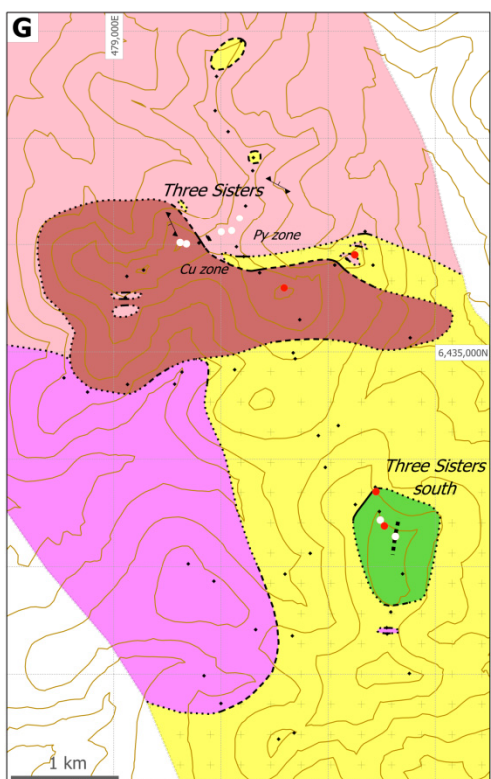 G
479,000E
Three Sisters
Py zone
Cu zone
6,435,000N
Three Sisters
south
1 km